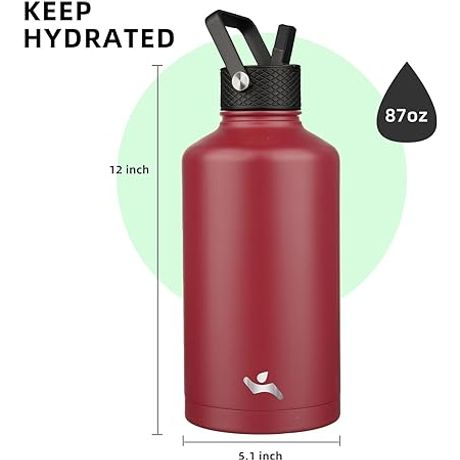 KEEP
HYDRATED
87oz
12 inch
5.1 inch